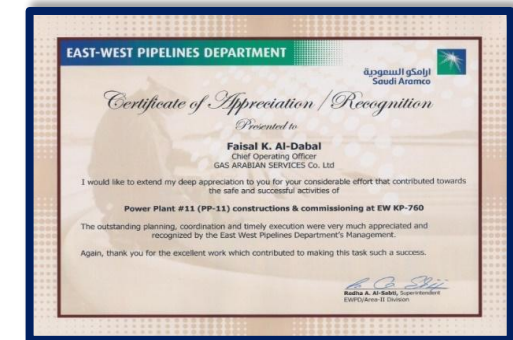 EAST-WEST PIPELINES DEPARTMENT
أرامكو السعودية
Saudi Aramco
Certificate of Appreciation / Recognition
Presented to
Faisal K. Al-Dabal
Chief Operating Officer
GAS ARABIAN SERVICES Co. Ltd
I would like to extend my deep appreciation to you for your considerable effort that contributed towards
the safe and successful activities of
Power Plant #11 (PP-11) constructions & commissioning at EW KP-760
The outstanding planning, coordination and timely execution were very much appreciated and
recognized by the East West Pipelines Department's Management.
Again, thank you for the excellent work which contributed to making this task such a success.
Radha A. Al-Sabti, Superintendent
EWPD/Area-II Division